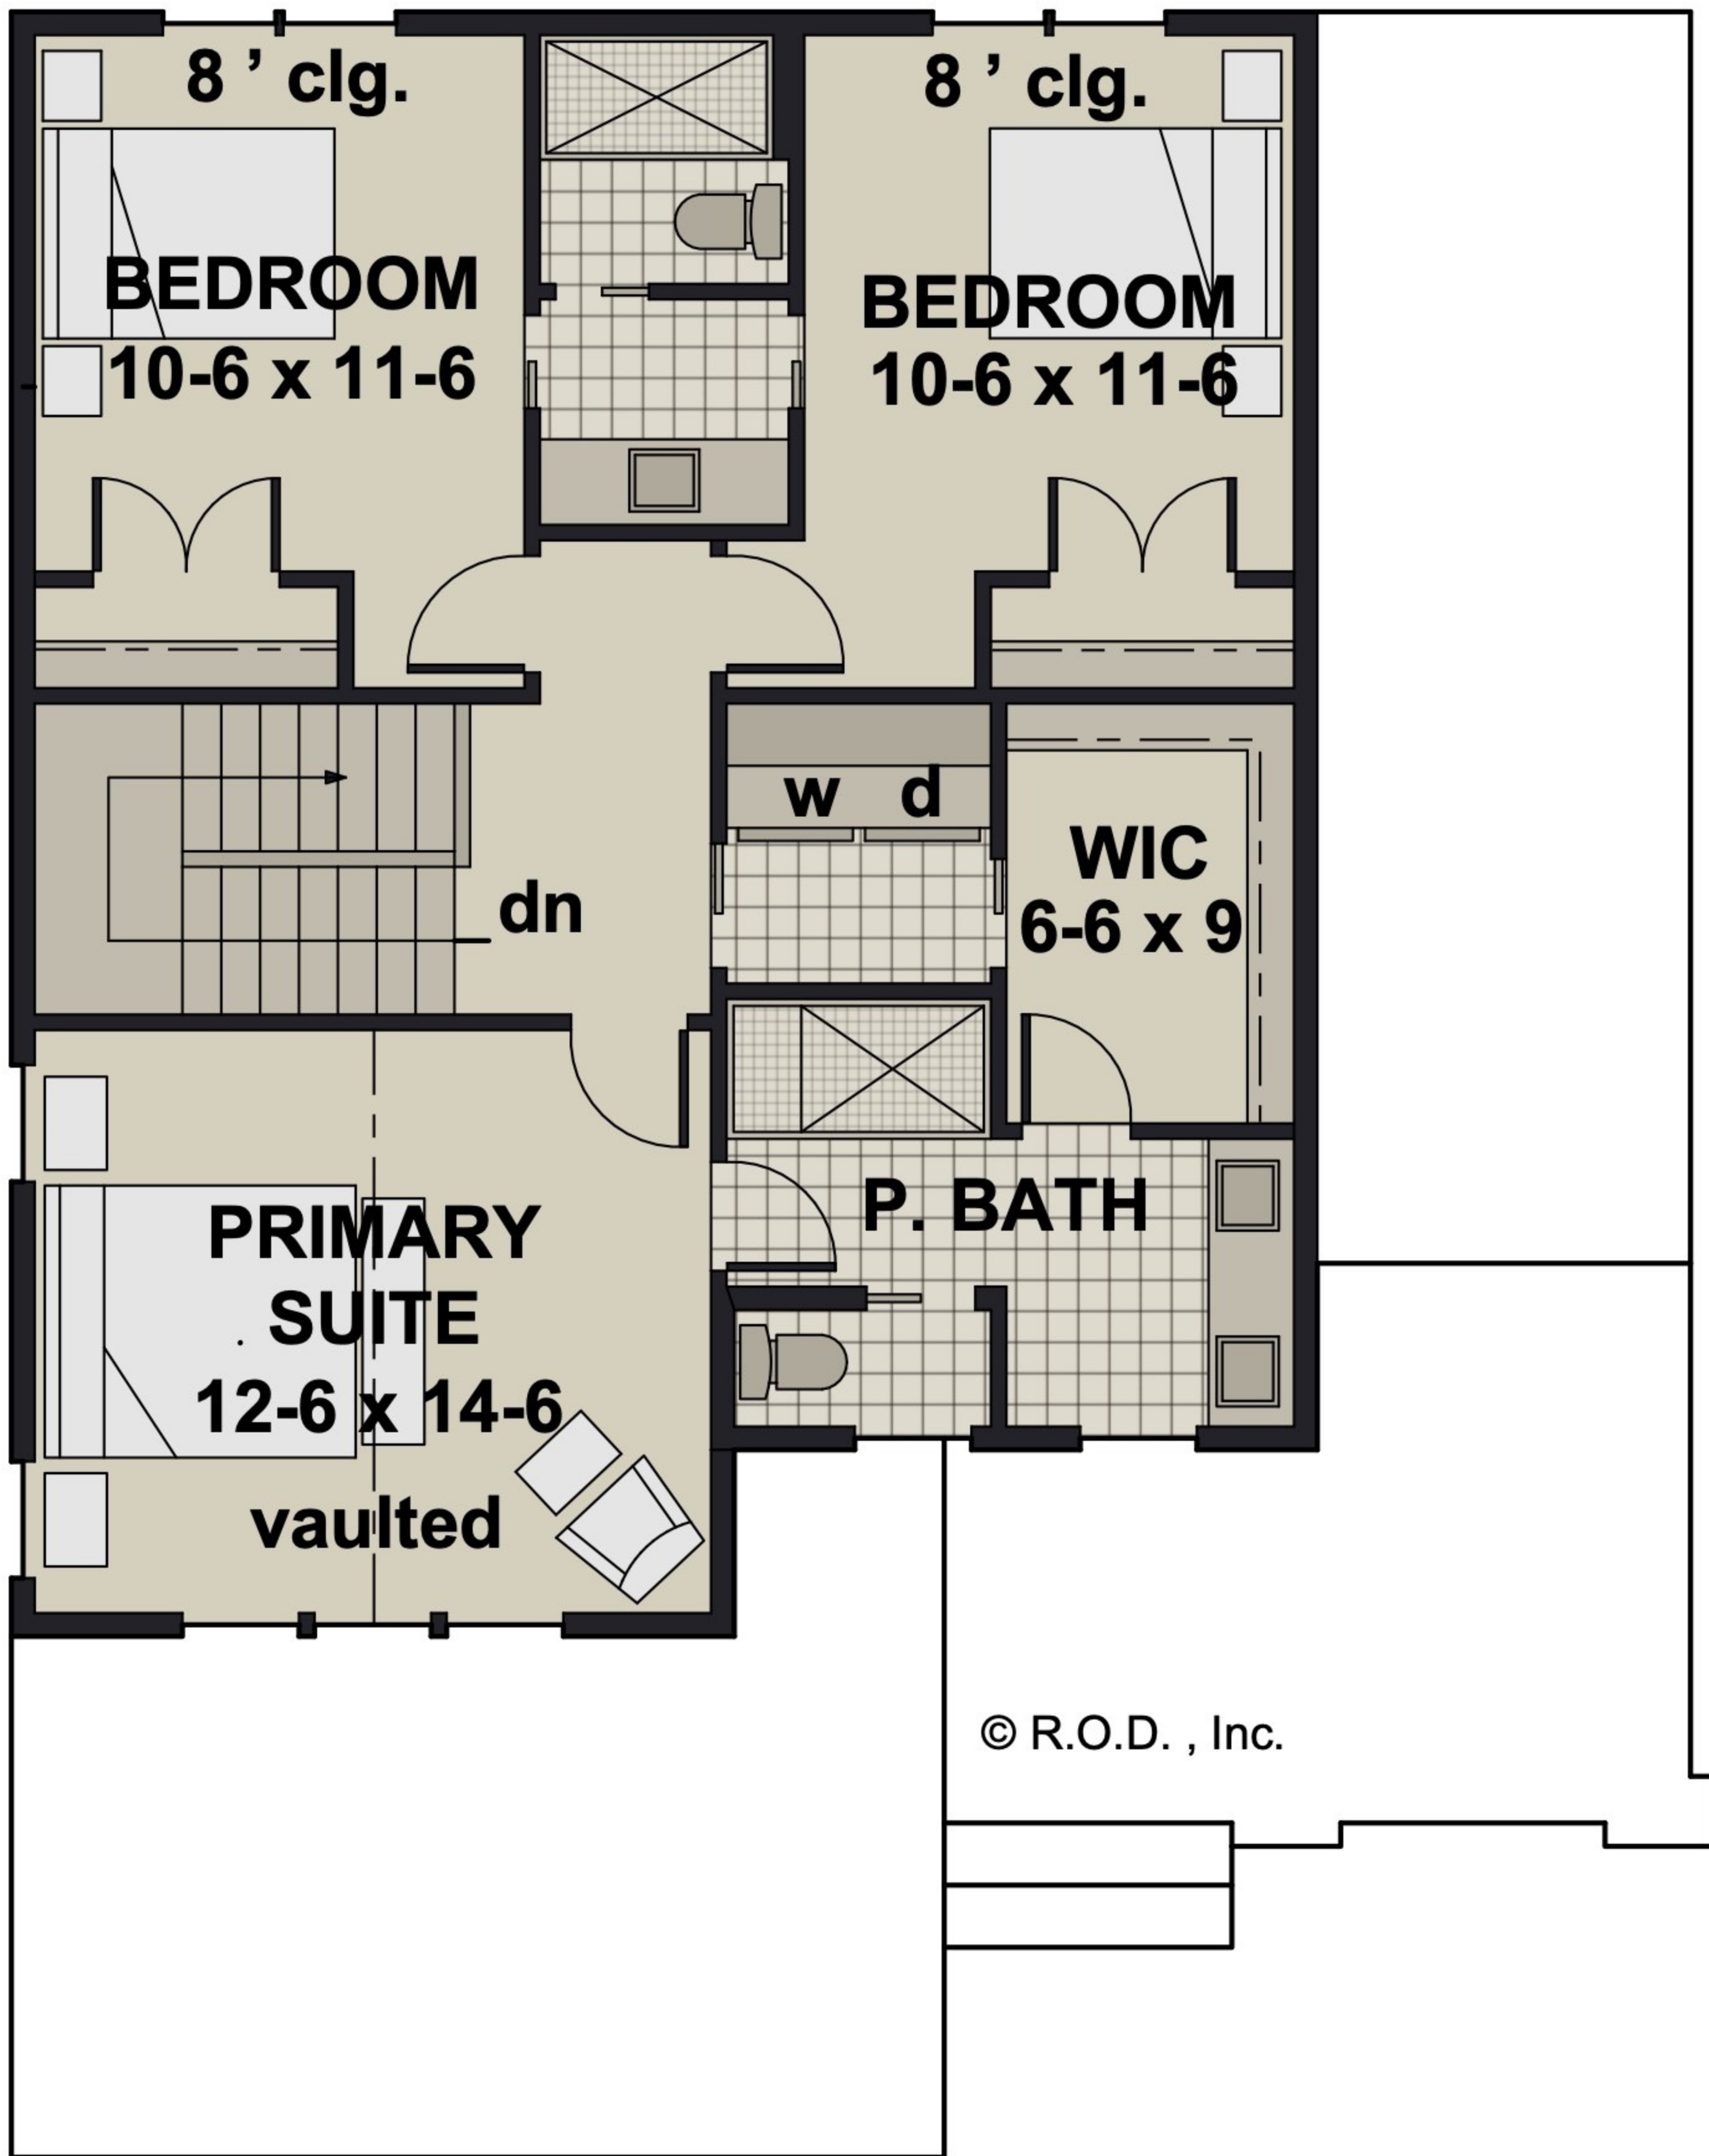 8 ’ clg.
BEDROOM
10-6 x 11-6
8 ’ clg.
BEDROOM
10-6 x 11-6
w d
WIC
6-6 x 9
dn
P. BATH
PRIMARY
SUITE
12-6 x 14-6
vaulted
© R.O.D. , Inc.